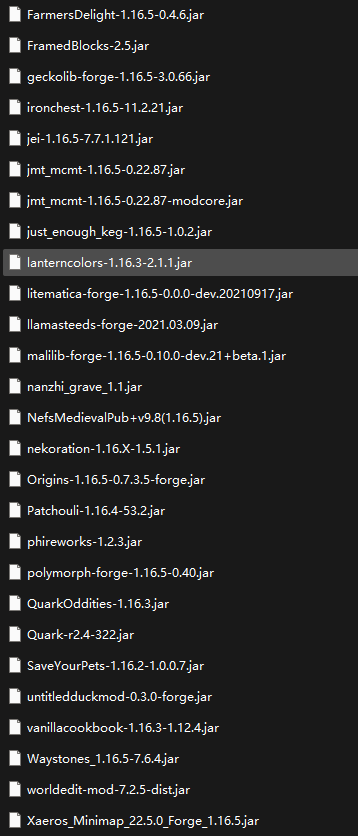 FarmersDelight-1.16.5-0.4.6.jar
FramedBlocks-2.5.jar
geckolib-forge-1.16.5-3.0.66.jar
ironchest-1.16.5-11.2.21.jar
jei-1.16.5-7.7.1.121.jar
jmt_mcmt-1.16.5-0.22.87.jar
jmt_mcmt-1.16.5-0.22.87-modcore.jar
just_enough_keg-1.16.5-1.0.2.jar
lanterncolors-1.16.3-2.1.1.jar
litematica-forge-1.16.5-0.0.0-dev.20210917.jar
llamasteeds-forge-2021.03.09.jar
malilib-forge-1.16.5-0.10.0-dev.21+beta.1.jar
nanzhi_grave_1.1.jar
NefsMedievalPub+v9.8(1.16.5).jar
nekoration-1.16.X-1.5.1.jar
Origins-1.16.5-0.7.3.5-forge.jar
Patchouli-1.16.4-53.2.jar
phireworks-1.2.3.jar
polymorph-forge-1.16.5-0.40.jar
QuarkOddities-1.16.3.jar
Quark-r2.4-322.jar
SaveYourPets-1.16.2-1.0.0.7.jar
untitledduckmod-0.3.0-forge.jar
vanillacookbook-1.16.3-1.12.4.jar
Waystones_1.16.5-7.6.4.jar
worldedit-mod-7.2.5-dist.jar
Xaeros_Minimap_22.5.0_Forge_1.16.5.jar